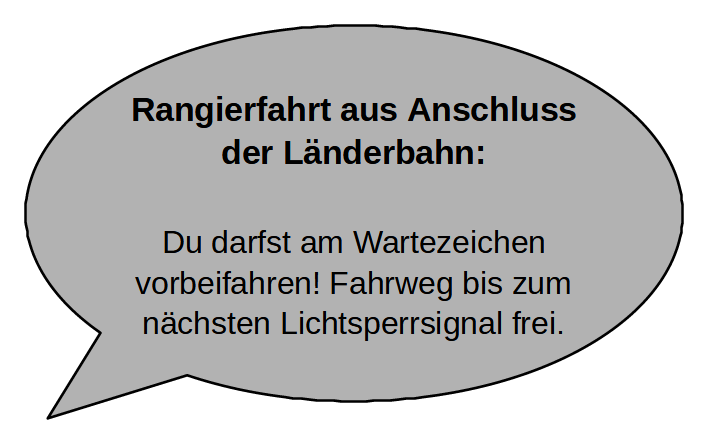 Rangierfahrt aus Anschluss
der Länderbahn:
Du darfst am Wartezeichen
vorbeifahren! Fahrweg bis zum
nächsten Lichtsperrsignal frei.